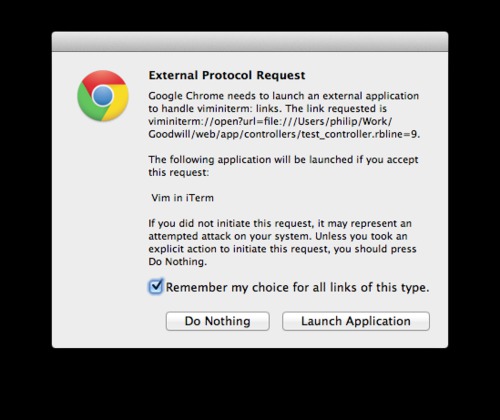 External Protocol Request
Google Chrome needs to launch an external application
to handle viminiterm: links. The link requested is
viminiterm://open?url=file:///Users/philip/Work/
Goodwill/web/app/controllers/test_controller.rbline=9.
The following application will be launched if you accept
this request:
Vim in iTerm
If you did not initiate this request, it may represent an
attempted attack on your system. Unless you took an
explicit action to initiate this request, you should press
Do Nothing.
Remember my choice for all links of this type.
Do Nothing
Launch Application